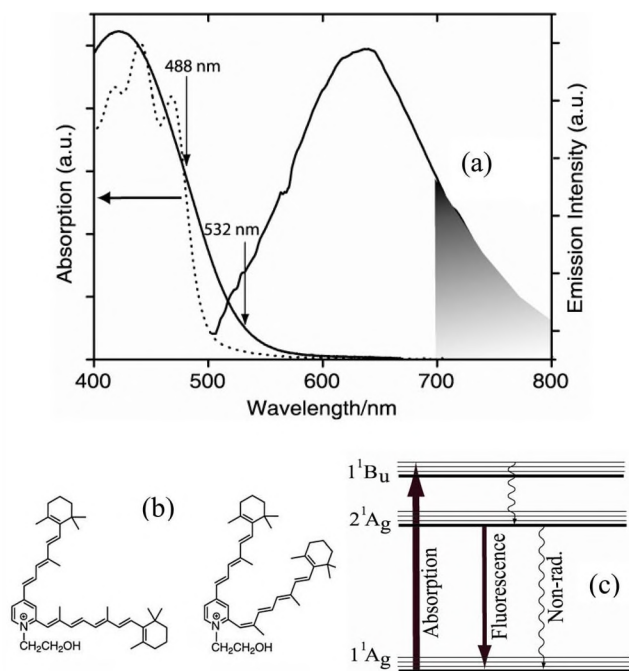 488 nm
532 nm
(a)
Absorption (a.u.)
Emission Intensity (a.u.)
400 500 600 700 800
Wavelength/nm
(b)
N
⊕
CH₂CH₂OH
N
⊕
CH₂CH₂OH
1¹Bu
2¹Ag
1¹Ag
Absorption
Fluorescence
Non-rad.
(c)